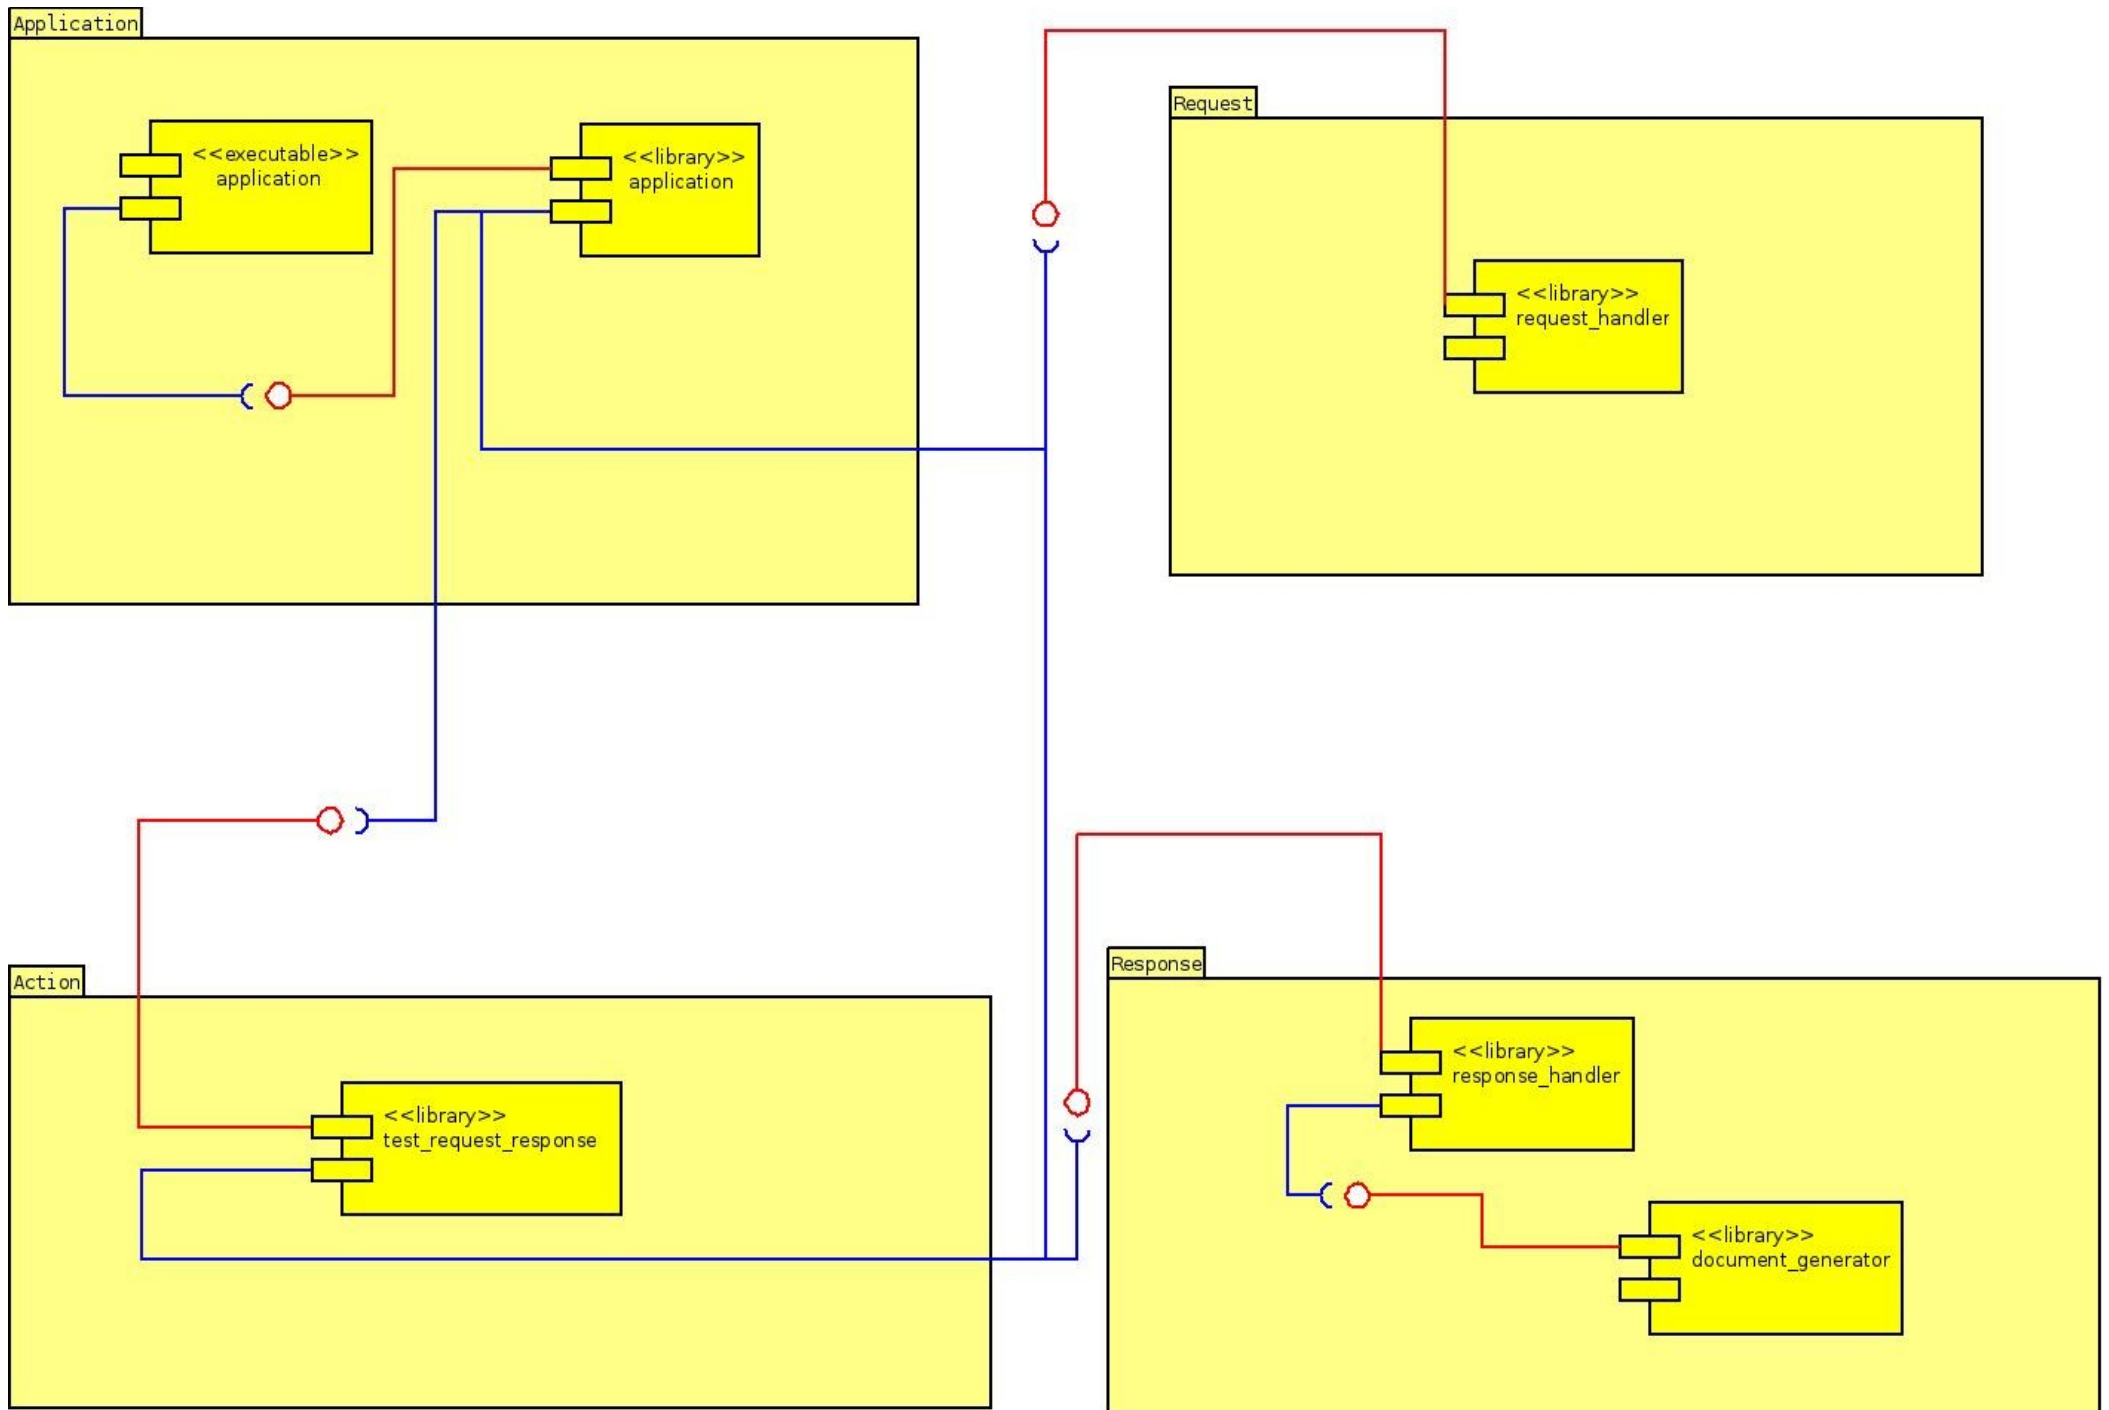 Application
<<executable>>
application
<<library>>
application
Request
<<library>>
request_handler
Action
<<library>>
test_request_response
Response
<<library>>
response_handler
<<library>>
document_generator